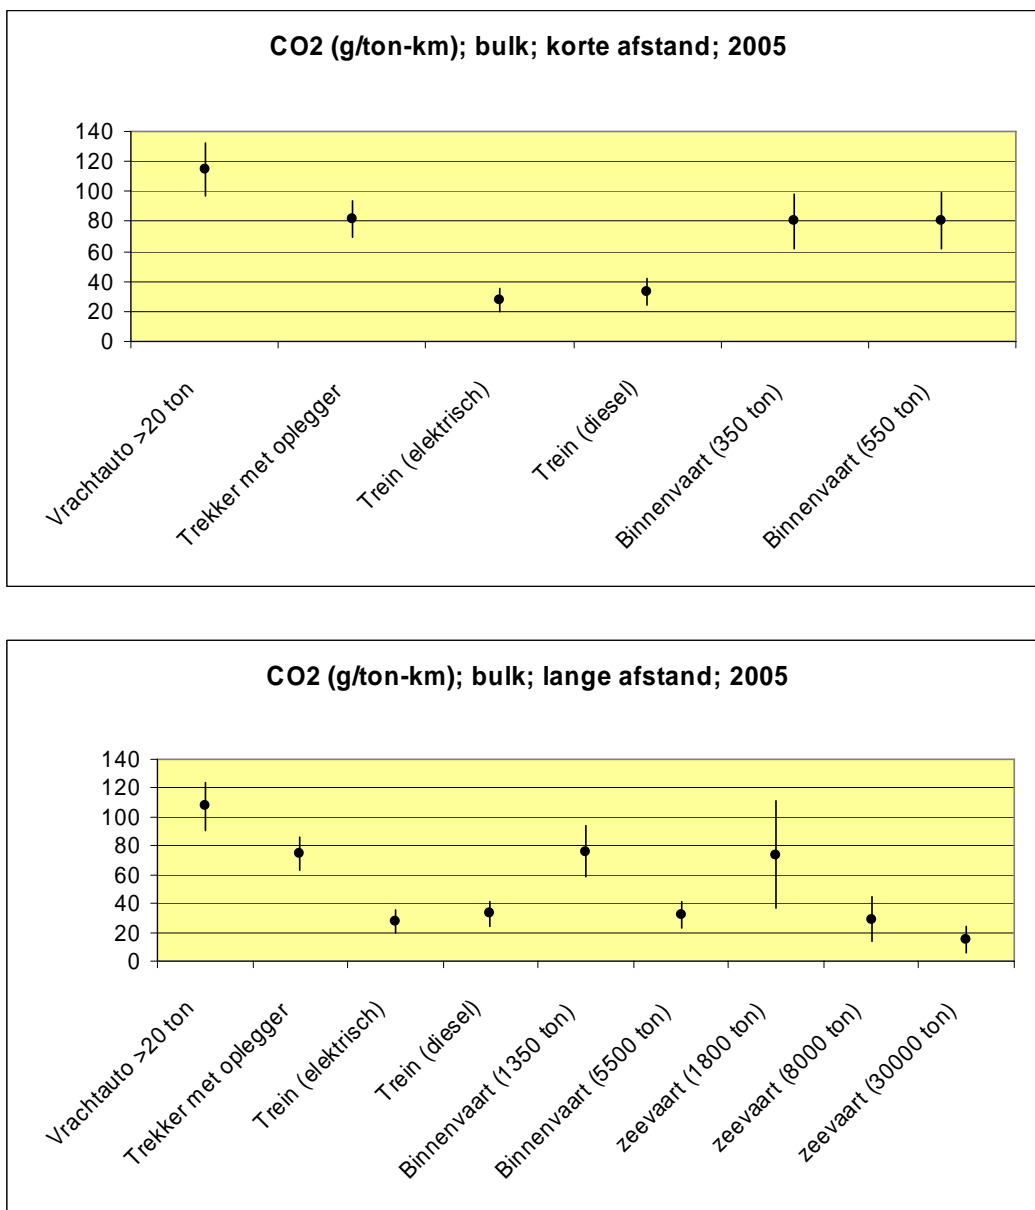 CO2 (g/ton-km); bulk; korte afstand; 2005
140
120
100
80
60
40
20
0
Vrachtauto >20 ton
Trekker met oplegger
Trein (elektrisch)
Trein (diesel)
Binnenvaart (350 ton)
Binnenvaart (550 ton)
CO2 (g/ton-km); bulk; lange afstand; 2005
140
120
100
80
60
40
20
0
Vrachtauto >20 ton
Trekker met oplegger
Trein (elektrisch)
Trein (diesel)
Binnenvaart (1350 ton)
Binnenvaart (5500 ton)
zeevaart (1800 ton)
zeevaart (8000 ton)
zeevaart (30000 ton)